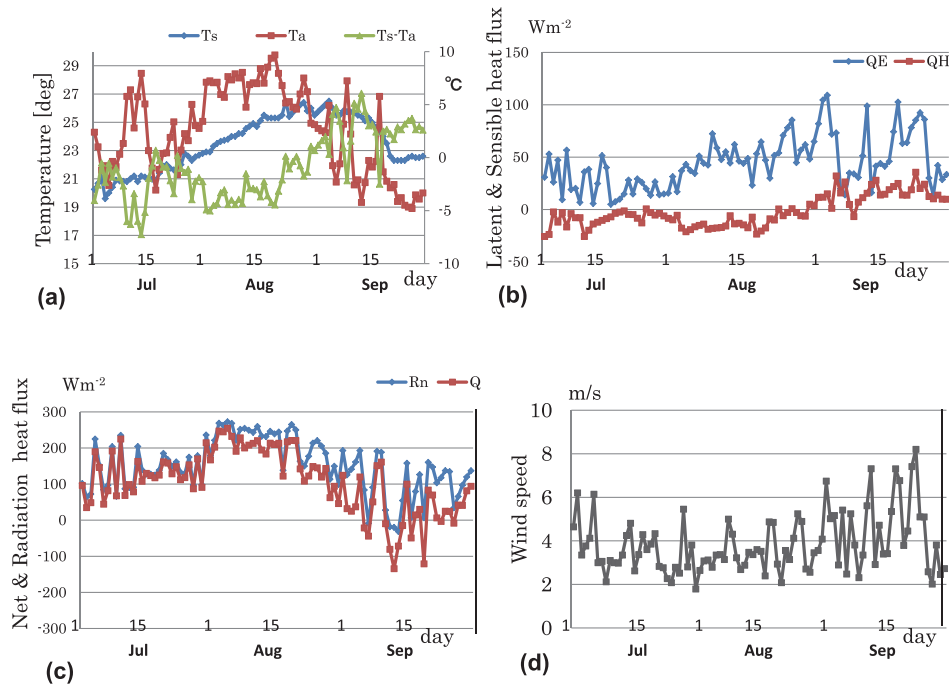 Ts Ta Ts-Ta
Temperature [deg]
29
27
25
23
21
19
17
15
10
5
0
-5
-10
℃
1 15 1 15 1 15
Jul Aug Sep
day
(a)
Wm-2
QE QH
Latent & Sensible heat flux
150
100
50
0
-50
1 15 1 15 1 15
Jul Aug Sep
day
(b)
Wm-2
Rn Q
Net & Radiation heat flux
300
200
100
0
-100
-200
-300
1 15 1 15 1 15
Jul Aug Sep
day
(c)
m/s
Wind speed
10
8
6
4
2
0
1 15 1 15 1 15
Jul Aug Sep
day
(d)